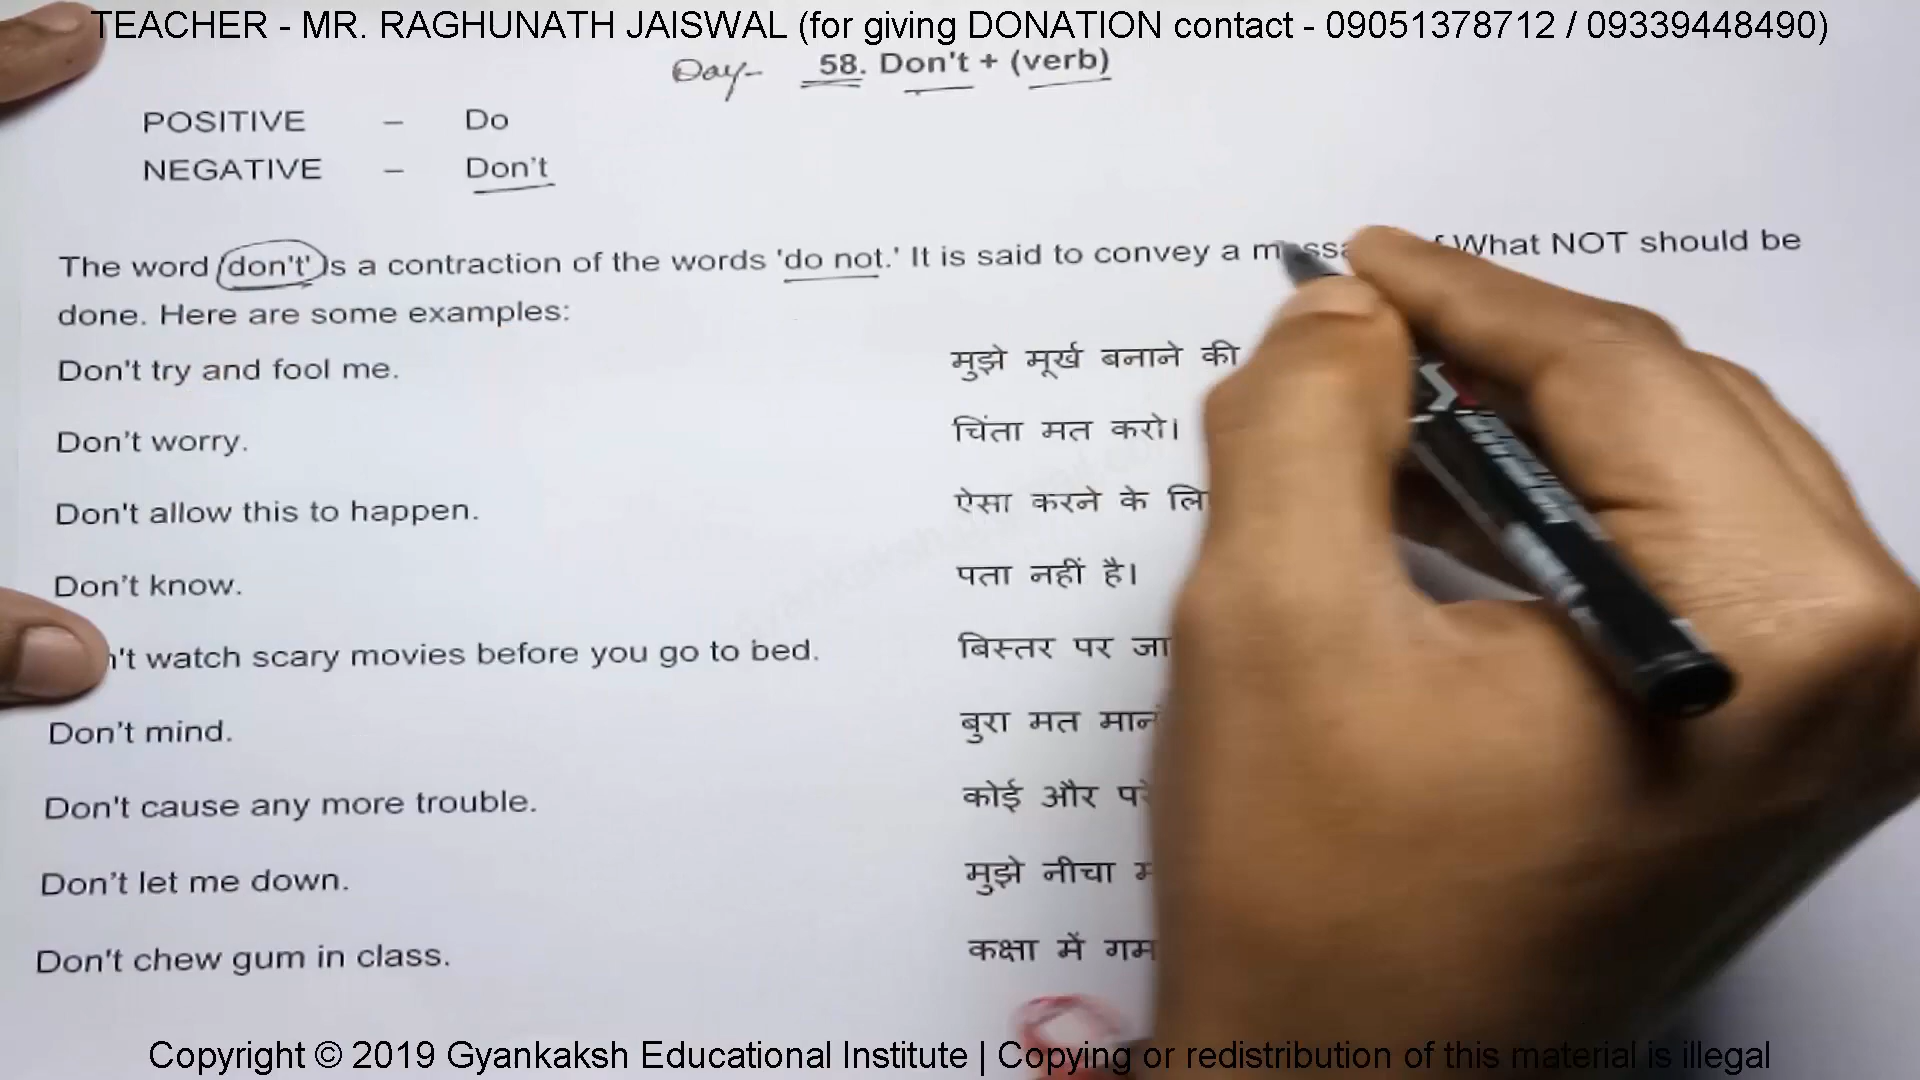 TEACHER - MR. RAGHUNATH JAISWAL (for giving DONATION contact - 09051378712 / 09339448490)
Day- 58. Don't + (verb)
POSITIVE – Do
NEGATIVE – Don't
The word don't' is a contraction of the words 'do not.' It is said to convey a What NOT should be
done. Here are some examples:
Don't try and fool me. मुझे मूर्ख बनाने की
Don't worry. चिंता मत करो।
Don't allow this to happen. ऐसा करने के
Don't know. पता नहीं है।
watch scary movies before you go to bed. बिस्तर पर
Don't mind. बुरा मत
Don't cause any more trouble. कोई और
Don't let me down. मुझे नीचा
Don't chew gum in class. कक्षा में
Copyright © 2019 Gyankaksh Educational Institute | Copying or redistribution of this material is illegal